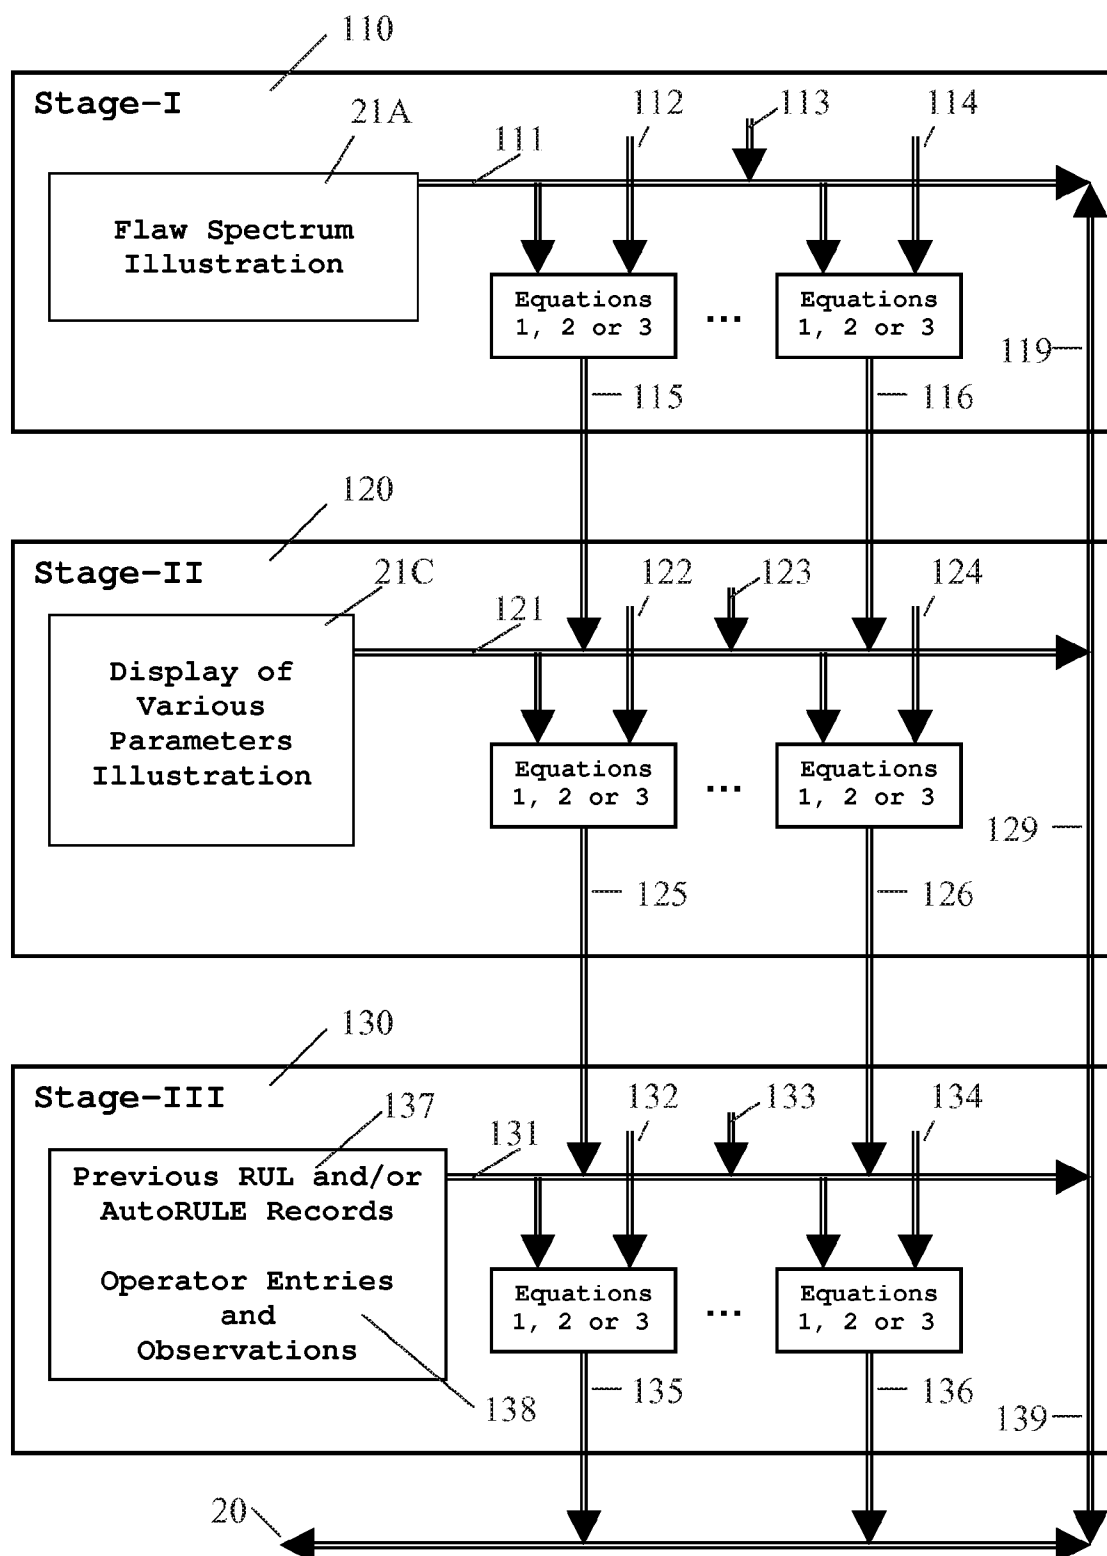 110
Stage-I
21A
111
112
113
114
Flaw Spectrum
Illustration
Equations
1, 2 or 3
...
Equations
1, 2 or 3
119
115
116
120
Stage-II
21C
121
122
123
124
Display of
Various
Parameters
Illustration
Equations
1, 2 or 3
...
Equations
1, 2 or 3
129
125
126
130
Stage-III
137
131
132
133
134
Previous RUL and/or
AutoRULE Records
Operator Entries
and
Observations
Equations
1, 2 or 3
...
Equations
1, 2 or 3
138
135
136
139
20